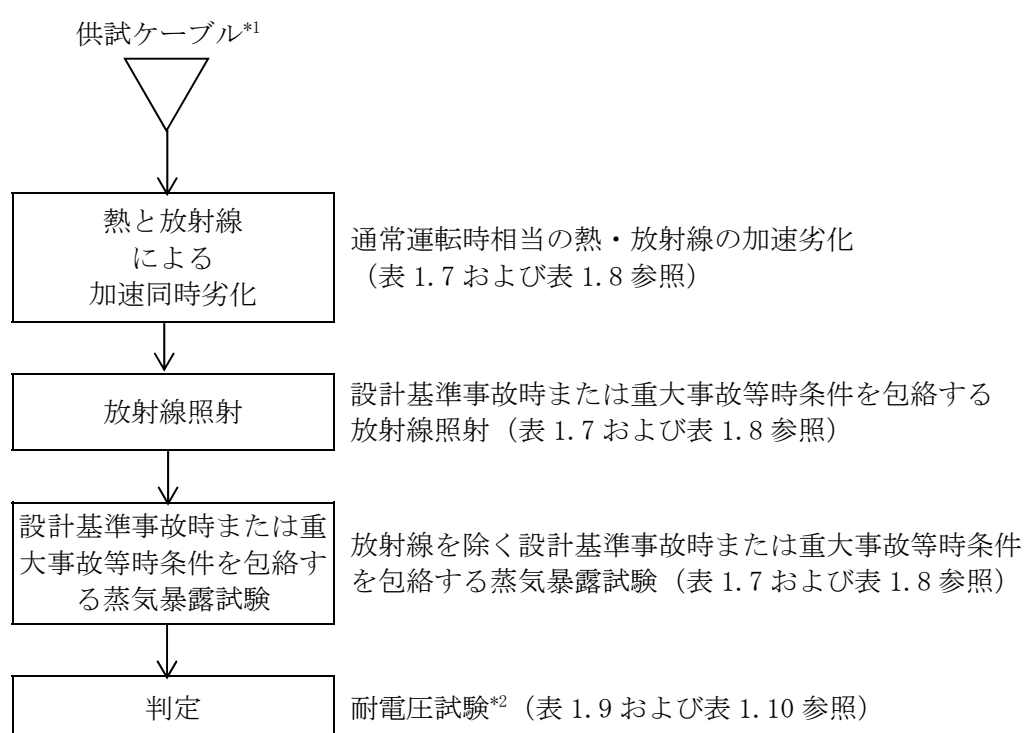 供試ケーブル*1
熱と放射線
による
加速同時劣化
通常運転時相当の熱・放射線の加速劣化
（表 1.7 および表 1.8 参照）
放射線照射
設計基準事故時または重大事故等時条件を包絡する
放射線照射（表 1.7 および表 1.8 参照）
設計基準事故時または重
大事故等時条件を包絡す
る蒸気暴露試験
放射線を除く設計基準事故時または重大事故等時条件
を包絡する蒸気暴露試験（表 1.7 および表 1.8 参照）
判定
耐電圧試験*2（表 1.9 および表 1.10 参照）